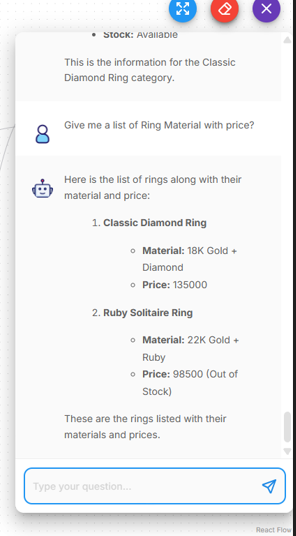 Stock: Available
This is the information for the Classic
Diamond Ring category.
Give me a list of Ring Material with price?
Here is the list of rings along with their
material and price:
1. Classic Diamond Ring
Material: 18K Gold +
Diamond
Price: 135000
2. Ruby Solitaire Ring
Material: 22K Gold +
Ruby
Price: 98500 (Out of
Stock)
These are the rings listed with their
materials and prices.
Type your question...
React Flow